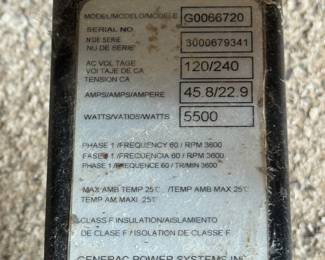 MODEL/MODELO/MODELE G0066720
SERIAL NO.
N'DE SERIE 3000679341
NU DE SERIE
AC VOLTAGE
VOLTAJE DE CA 120/240
TENSION CA
AMPS/AMPS/AMPERE 45.8/22.9
WATTS/VATIOS/WATTS 5500
PHASE 1 /FREQUENCY 60 / RPM 3600
FASE 1 /FRECUENCIA 60 / RPM 3600
PHASE 1 /FREQUENCE 60 / TR/MIN 3600
MAX AMB TEMP 25°C /TEMP AMB MAX 25°C
TEMP AM MAXI 25°C
CLASS F INSULATION/AISLAMIENTO
DE CLASE F / ISOLATION DE CLASSE F
GENERAC POWER SYSTEMS INC